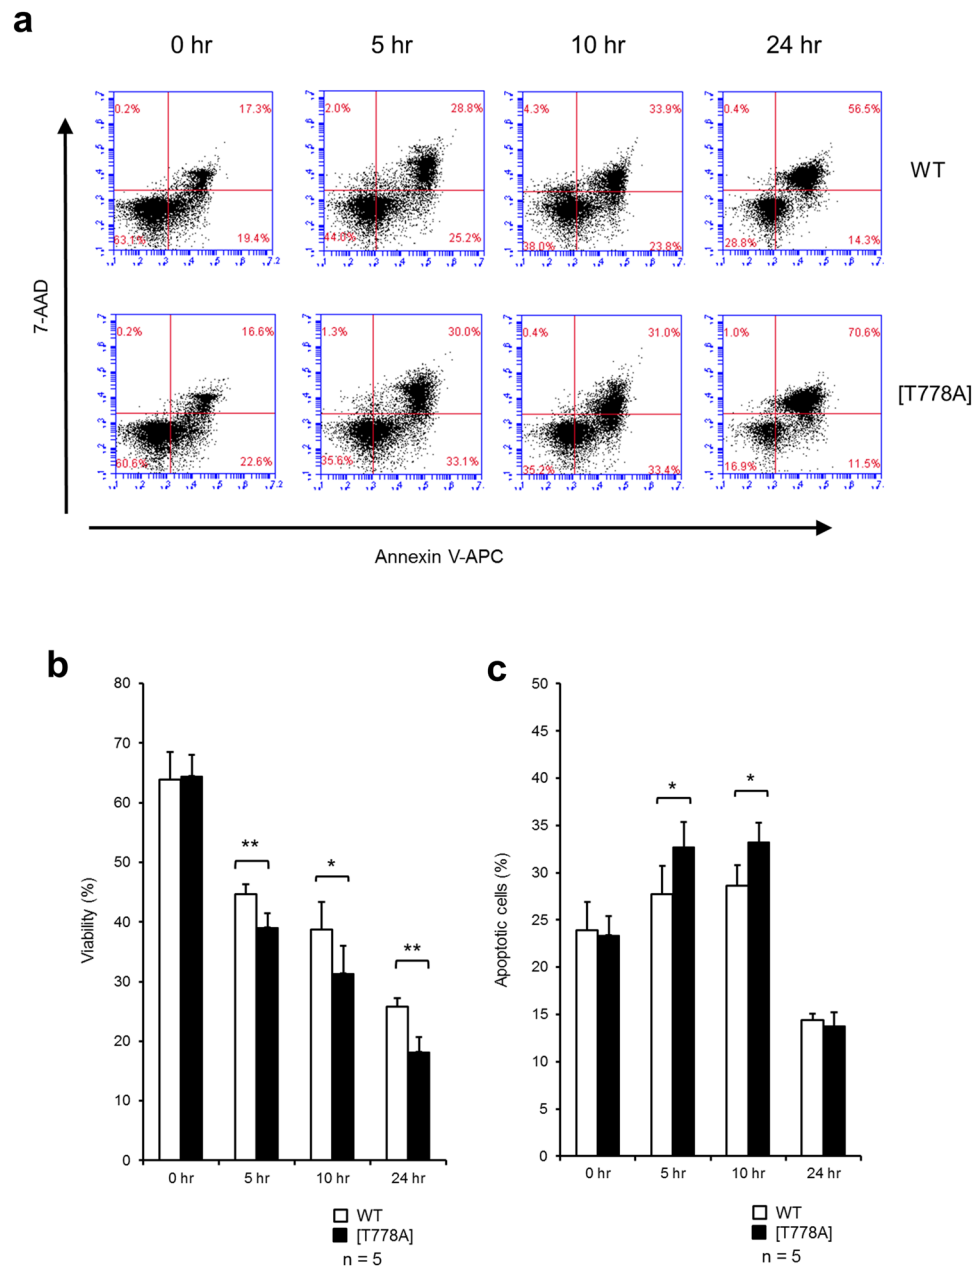 a
0 hr 5 hr 10 hr 24 hr
0.2% 17.3% 2.0% 28.8% 4.3% 33.9% 0.4% 56.5%
WT
63.1% 19.4% 44.0% 25.2% 38.0% 23.8% 28.8% 14.3%
7-AAD
0.2% 16.6% 1.3% 30.0% 0.4% 31.0% 1.0% 70.6%
[T778A]
60.6% 22.6% 35.6% 33.1% 35.2% 33.4% 16.9% 11.5%
Annexin V-APC
b
80
70
60
50
40
30
20
10
0
Viability (%)
** * **
0 hr 5 hr 10 hr 24 hr
WT
[T778A]
n = 5
c
50
45
40
35
30
25
20
15
10
5
0
Apoptotic cells (%)
* *
0 hr 5 hr 10 hr 24 hr
WT
[T778A]
n = 5